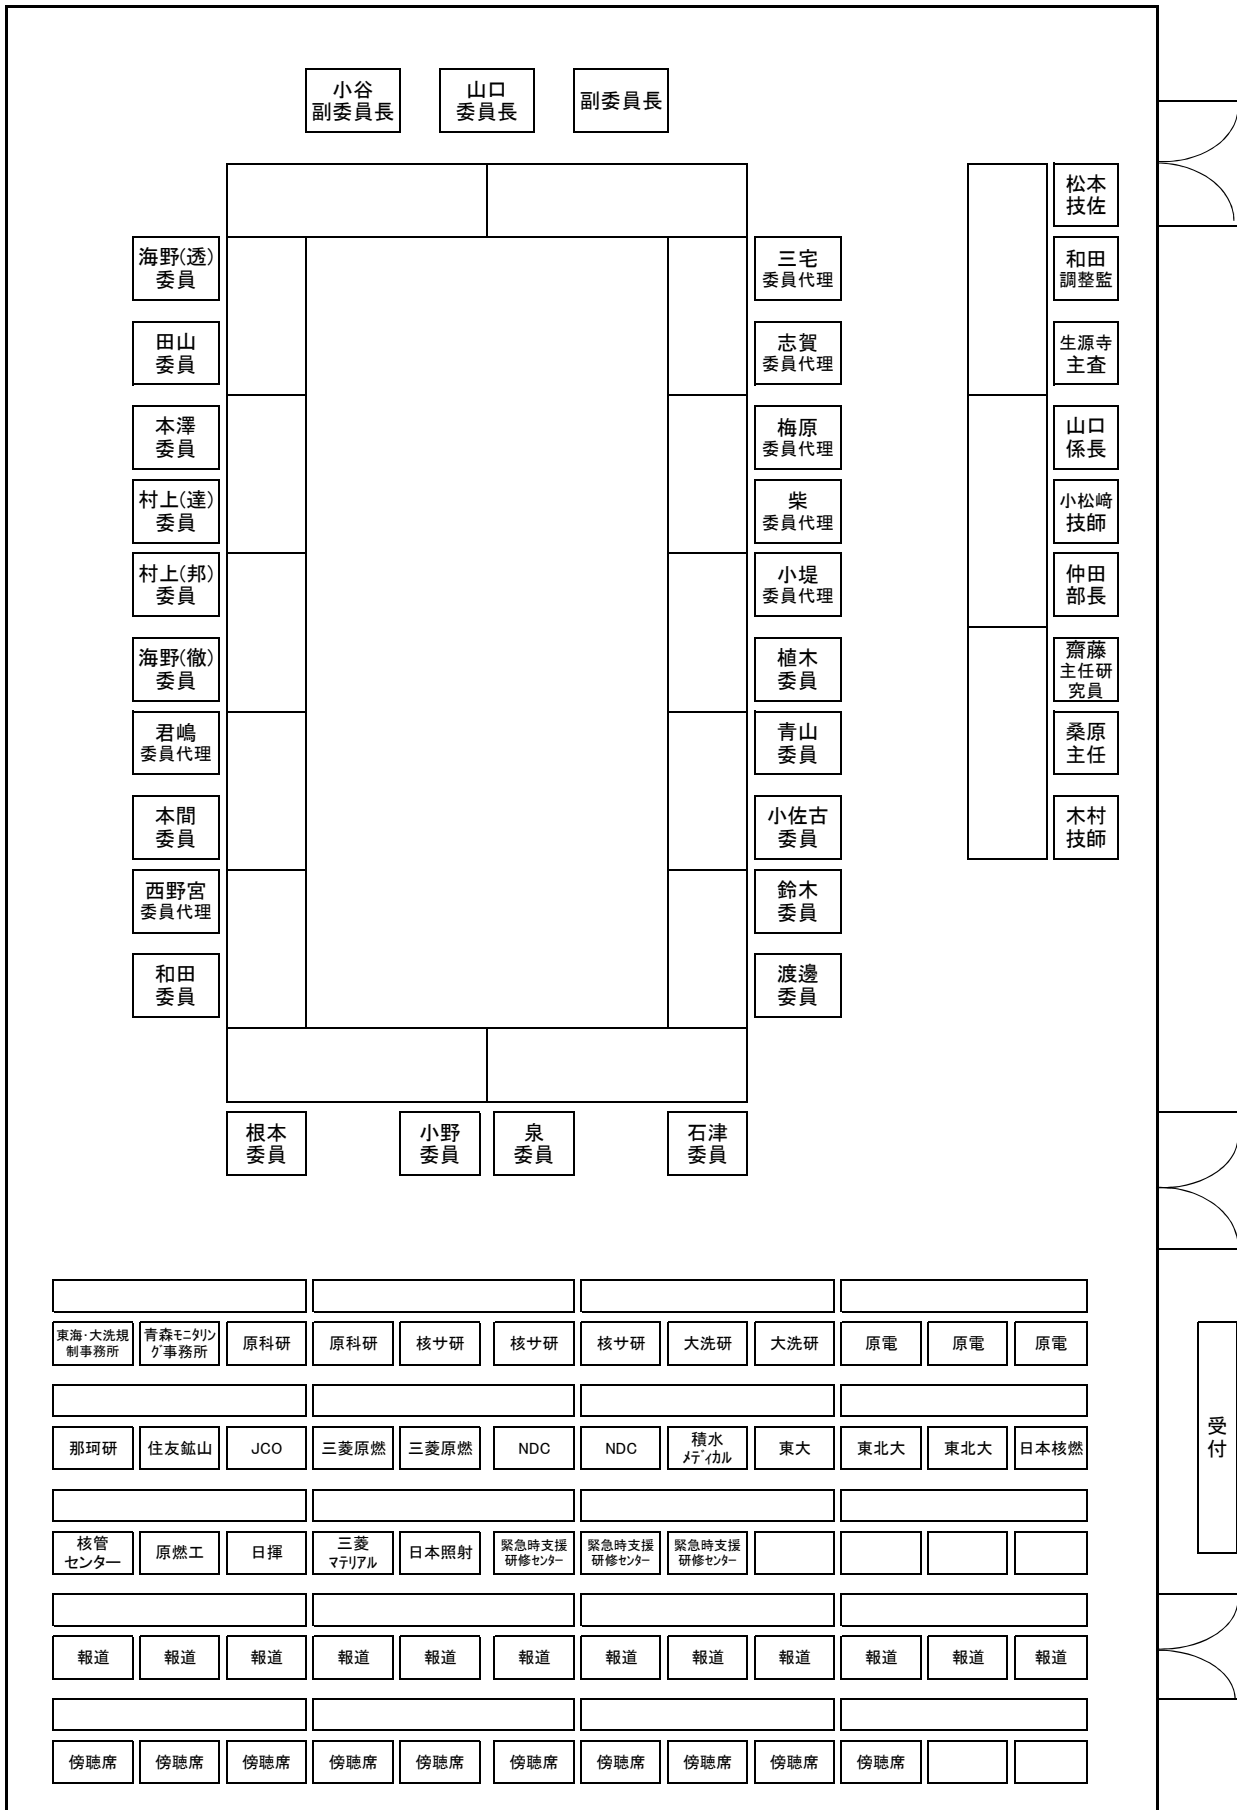 小谷
副委員長
山口
委員長
副委員長
海野(透)
委員
田山
委員
本澤
委員
村上(達)
委員
村上(邦)
委員
海野(徹)
委員
君嶋
委員代理
本間
委員
西野宮
委員代理
和田
委員
三宅
委員代理
志賀
委員代理
梅原
委員代理
柴
委員代理
小堤
委員代理
植木
委員
青山
委員
小佐古
委員
鈴木
委員
渡邊
委員
松本
技佐
和田
調整監
生源寺
主査
山口
係長
小松﨑
技師
仲田
部長
齋藤
主任研
究員
桑原
主任
木村
技師
根本
委員
小野
委員
泉
委員
石津
委員
東海・大洗規
制事務所
青森ﾓﾆﾀﾘﾝ
ｸﾞ事務所
原科研
原科研
核サ研
核サ研
核サ研
大洗研
大洗研
原電
原電
原電
那珂研
住友鉱山
JCO
三菱原燃
三菱原燃
NDC
NDC
積水
ﾒﾃﾞｨｶﾙ
東大
東北大
東北大
日本核燃
核管
センター
原燃工
日揮
三菱
ﾏﾃﾘｱﾙ
日本照射
緊急時支援
研修ｾﾝﾀｰ
緊急時支援
研修ｾﾝﾀｰ
緊急時支援
研修ｾﾝﾀｰ
報道
報道
報道
報道
報道
報道
報道
報道
報道
報道
報道
報道
傍聴席
傍聴席
傍聴席
傍聴席
傍聴席
傍聴席
傍聴席
傍聴席
傍聴席
傍聴席
受付